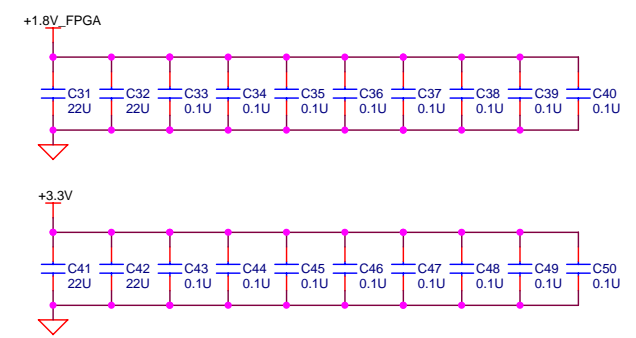 +1.8V_FPGA
C31 C32 C33 C34 C35 C36 C37 C38 C39 C40
22U 22U 0.1U 0.1U 0.1U 0.1U 0.1U 0.1U 0.1U 0.1U
+3.3V
C41 C42 C43 C44 C45 C46 C47 C48 C49 C50
22U 22U 0.1U 0.1U 0.1U 0.1U 0.1U 0.1U 0.1U 0.1U